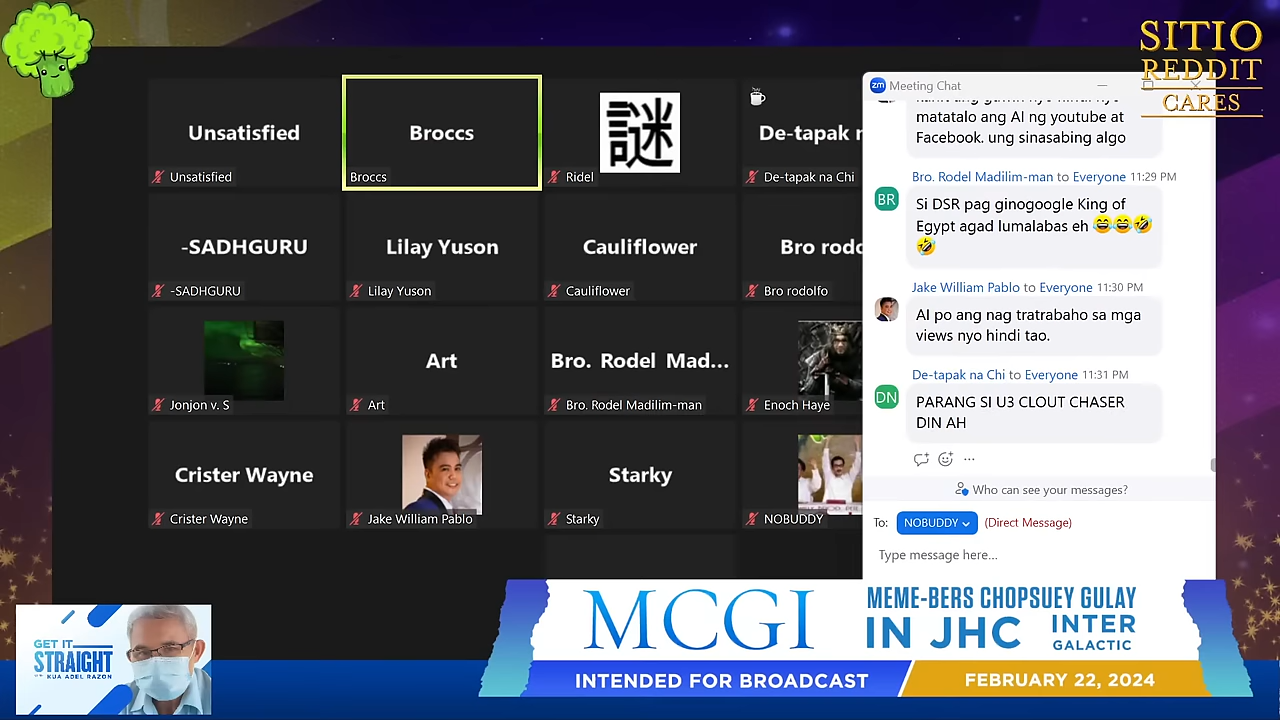 SITIO
REDDIT
CARES
Unsatisfied
Unsatisfied
Broccs
Broccs
謎
Ridel
De-tapak n
De-tapak na Chi
-SADHGURU
-SADHGURU
Lilay Yuson
Lilay Yuson
Cauliflower
Cauliflower
Bro rodo
Bro rodolfo
Jonjon v. S
Art
Art
Bro. Rodel Mad...
Bro. Rodel Madilim-man
Enoch Haye
Crister Wayne
Crister Wayne
Jake William Pablo
Starky
Starky
NOBUDDY
zm Meeting Chat
matatalo ang AI ng youtube at
Facebook. ung sinasabing algo
Bro. Rodel Madilim-man to Everyone 11:29 PM
BR
Si DSR pag ginogoogle King of
Egypt agad lumalabas eh 😄😄🤣
🤣
Jake William Pablo to Everyone 11:30 PM
AI po ang nag tratrabaho sa mga
views nyo hindi tao.
De-tapak na Chi to Everyone 11:31 PM
DN
PARANG SI U3 CLOUT CHASER
DIN AH
Who can see your messages?
To: NOBUDDY (Direct Message)
Type message here...
GET IT
STRAIGHT
KUA ADEL RAZON
MCGI
MEME-BERS CHOPSUEY GULAY
IN JHC INTER
GALACTIC
INTENDED FOR BROADCAST
FEBRUARY 22, 2024